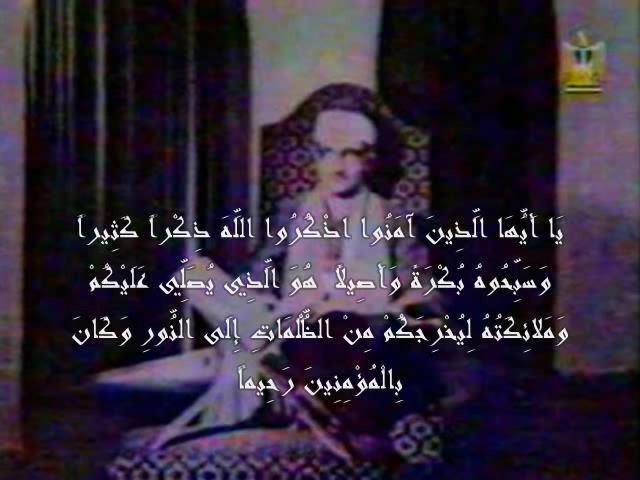 يَا أَيُّهَا الَّذِينَ آمَنُوا اذْكُرُوا اللَّهَ ذِكْراً كَثِيراً
وَسَبِّحُوهُ بُكْرَةً وَأَصِيلاً هُوَ الَّذِي يُصَلِّي عَلَيْكُمْ
وَمَلَائِكَتُهُ لِيُخْرِجَكُمْ مِنْ الظُّلُمَاتِ إِلَى النُّورِ وَكَانَ
بِالْمُؤْمِنِينَ رَحِيماً